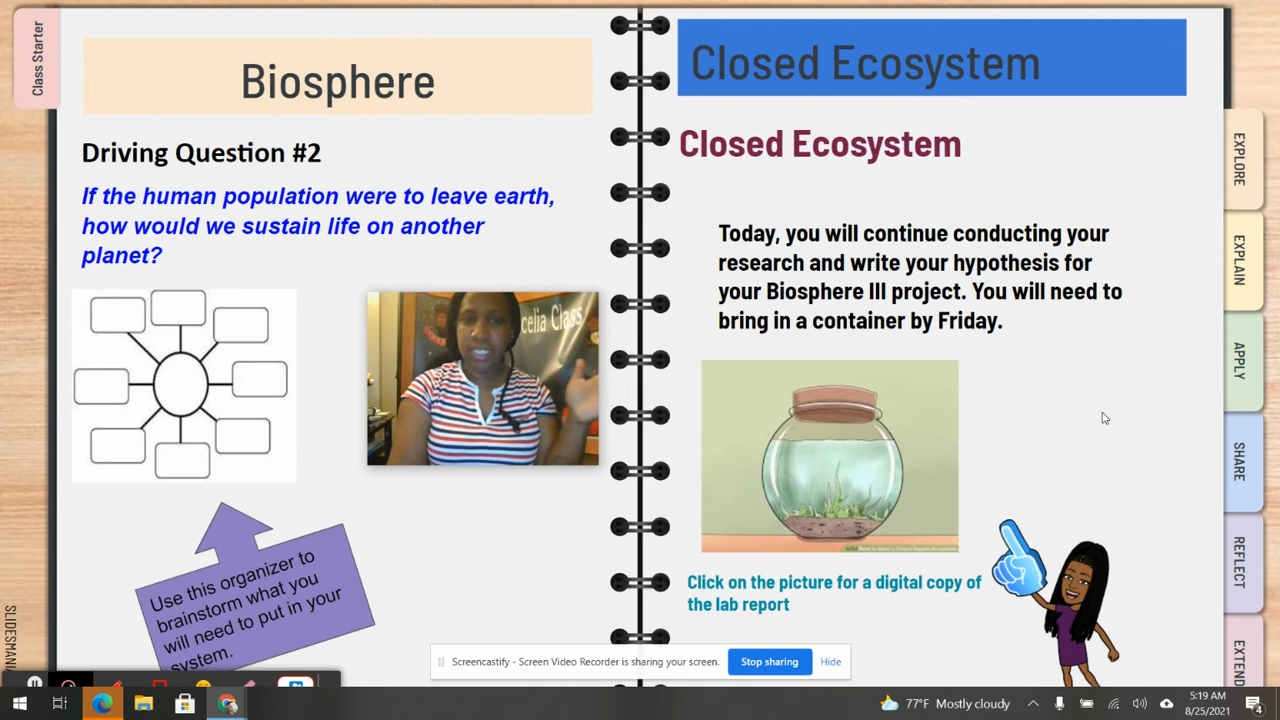 Class Starter
Biosphere
Driving Question #2
If the human population were to leave earth,
how would we sustain life on another
planet?
celia Class
Use this organizer to
brainstorm what you
will need to put in your
system.
SLIDESMANIA
Closed Ecosystem
Closed Ecosystem
Today, you will continue conducting your
research and write your hypothesis for
your Biosphere III project. You will need to
bring in a container by Friday.
Click on the picture for a digital copy of
the lab report
EXPLORE
EXPLAIN
APPLY
SHARE
REFLECT
EXTEND
Screencastify - Screen Video Recorder is sharing your screen.
Stop sharing
Hide
77°F Mostly cloudy
5:19 AM
8/25/2021
4